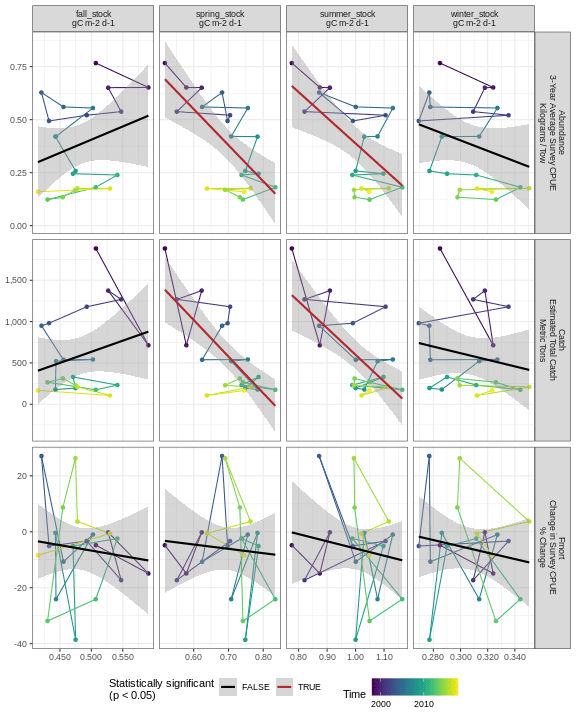 fall_stock
gC m-2 d-1
spring_stock
gC m-2 d-1
summer_stock
gC m-2 d-1
winter_stock
gC m-2 d-1
0.75
0.50
0.25
0.00
Abundance
3-Year Average Survey CPUE
Kilograms / Tow
1,500
1,000
500
0
Catch
Estimated Total Catch
Metric Tons
20
0
-20
-40
Fmort
Change in Survey CPUE
% Change
0.450 0.500 0.550
0.60 0.70 0.80
0.80 0.90 1.00 1.10
0.280 0.300 0.320 0.340
Statistically significant
(p < 0.05)
FALSE
TRUE
Time
2000 2010